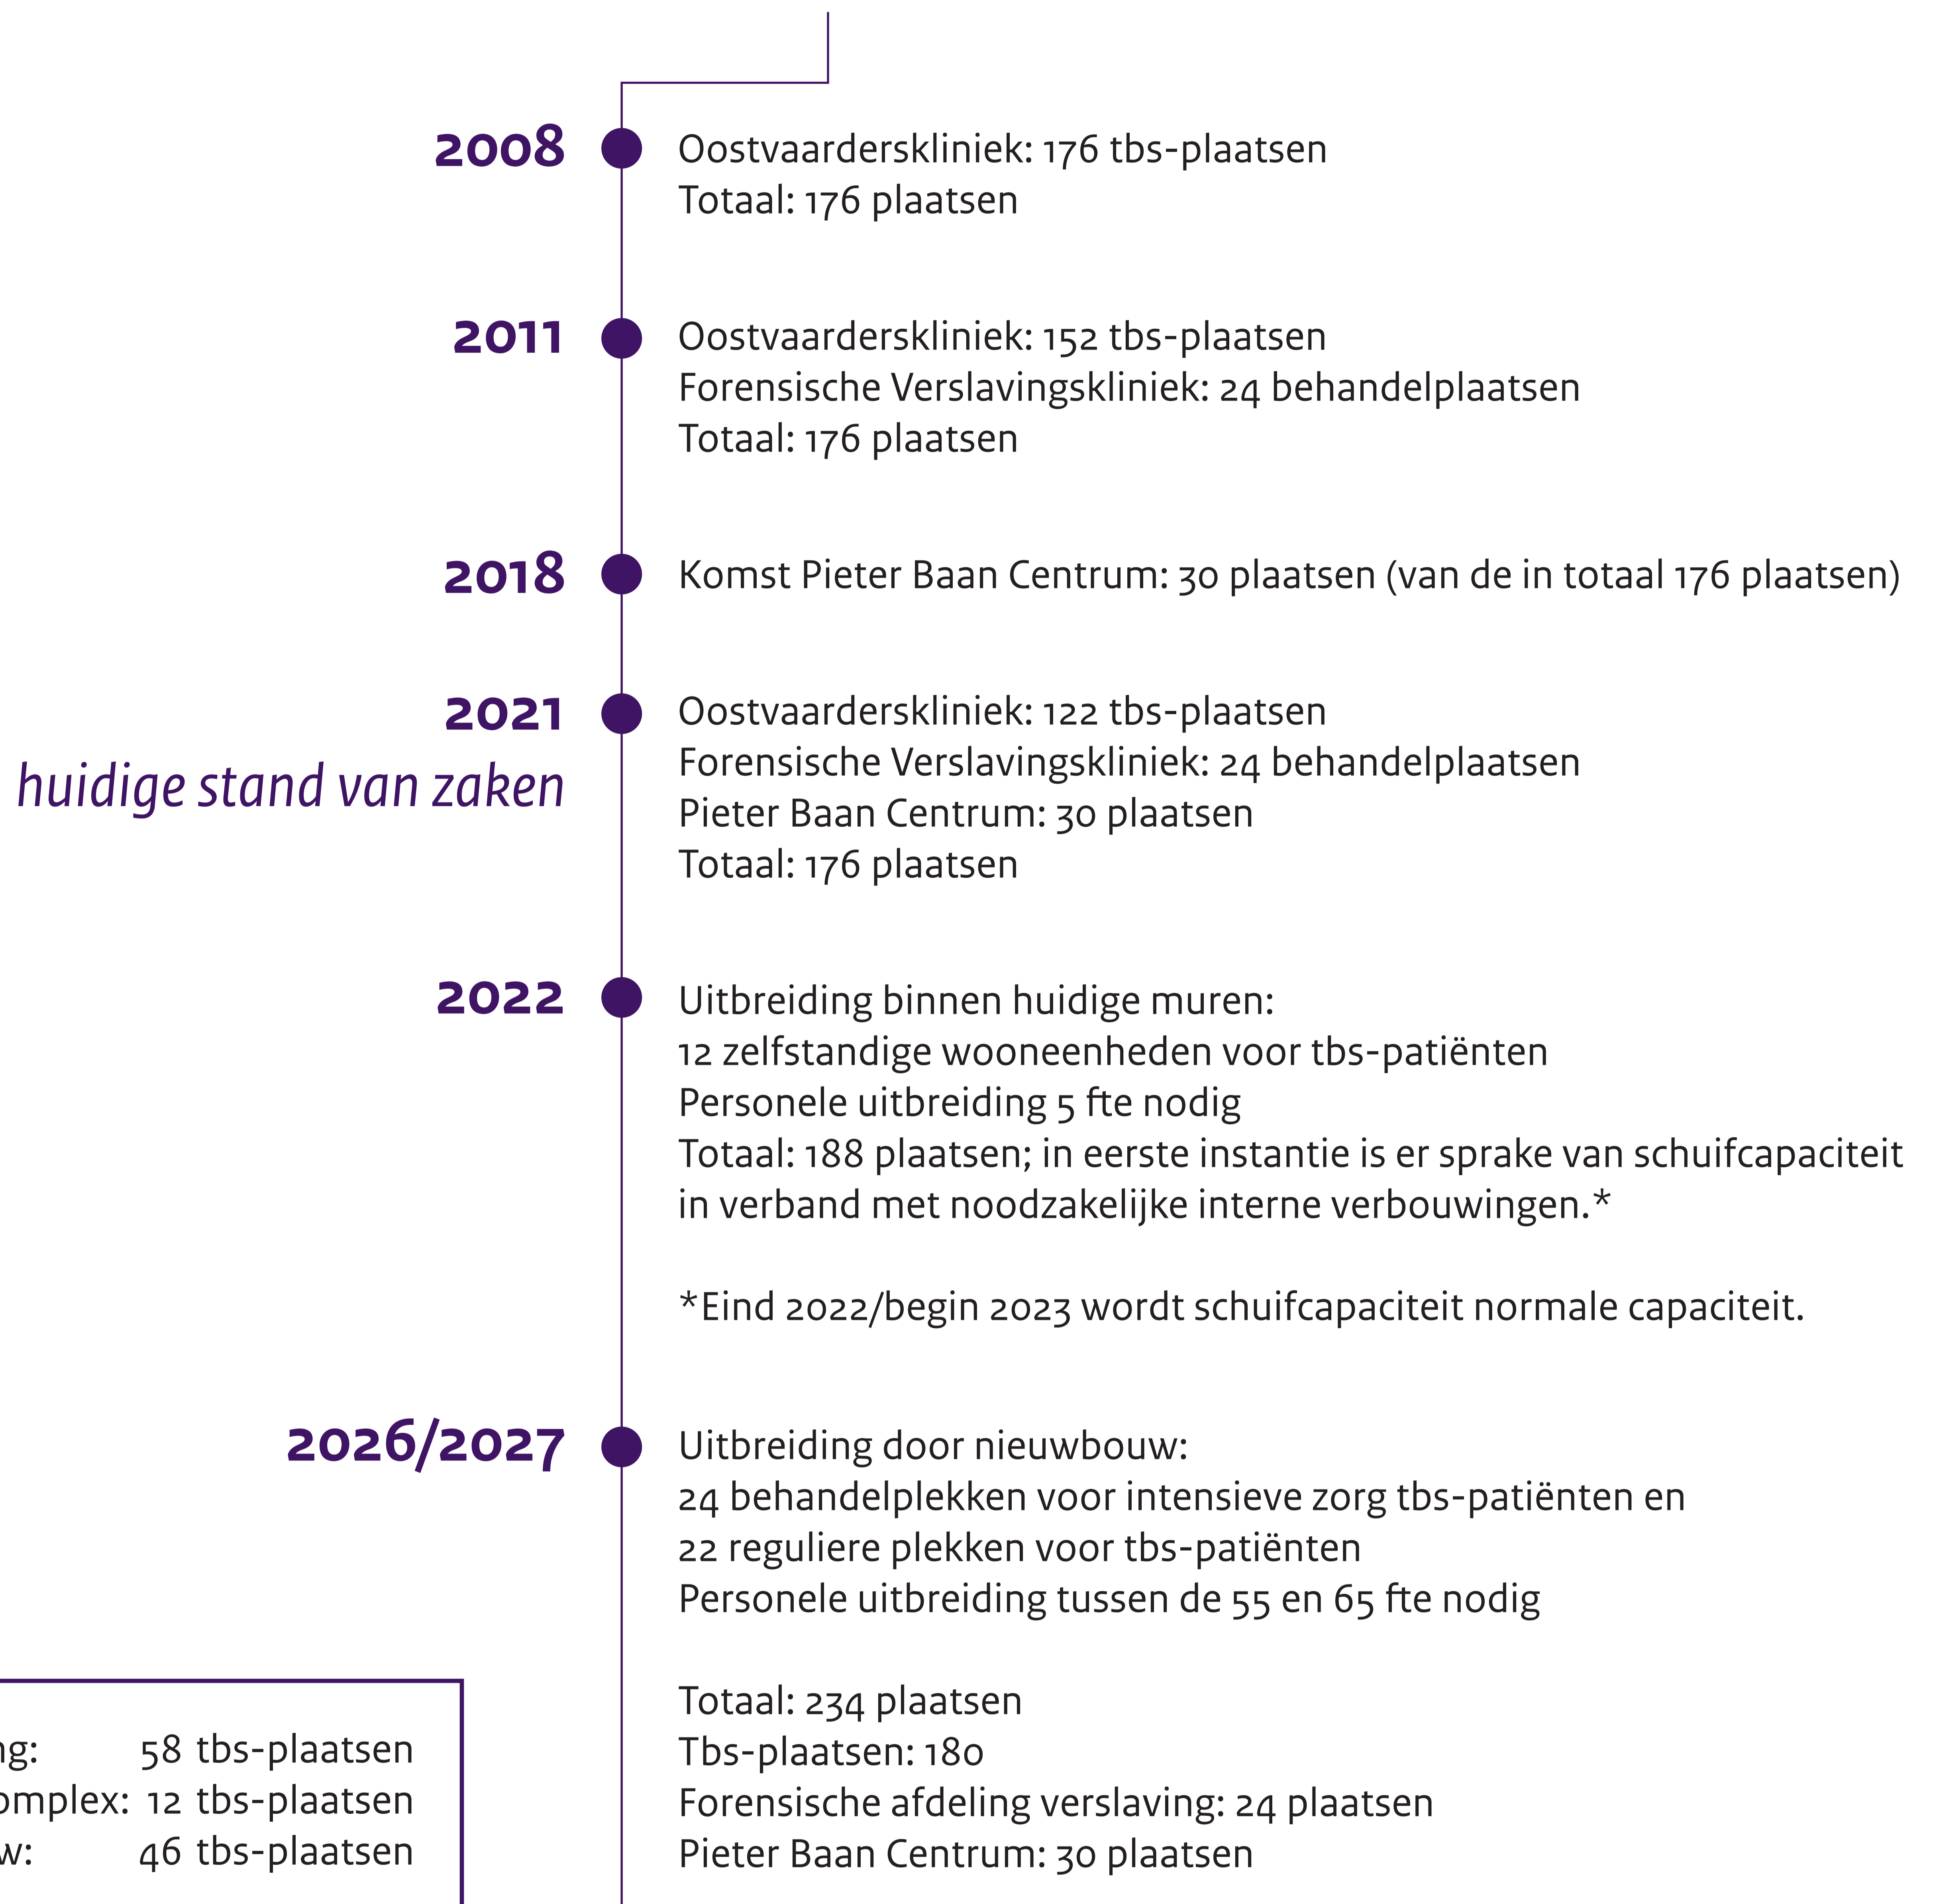 2008
Oostvaarderskliniek: 176 tbs-plaatsen
Totaal: 176 plaatsen
2011
Oostvaarderskliniek: 152 tbs-plaatsen
Forensische Verslavingskliniek: 24 behandelplaatsen
Totaal: 176 plaatsen
2018
Komst Pieter Baan Centrum: 30 plaatsen (van de in totaal 176 plaatsen)
2021
huidige stand van zaken
Oostvaarderskliniek: 122 tbs-plaatsen
Forensische Verslavingskliniek: 24 behandelplaatsen
Pieter Baan Centrum: 30 plaatsen
Totaal: 176 plaatsen
2022
Uitbreiding binnen huidige muren:
12 zelfstandige wooneenheden voor tbs-patiënten
Personele uitbreiding 5 fte nodig
Totaal: 188 plaatsen; in eerste instantie is er sprake van schuifcapaciteit
in verband met noodzakelijke interne verbouwingen.*
*Eind 2022/begin 2023 wordt schuifcapaciteit normale capaciteit.
2026/2027
Uitbreiding door nieuwbouw:
24 behandelplekken voor intensieve zorg tbs-patiënten en
22 reguliere plekken voor tbs-patiënten
Personele uitbreiding tussen de 55 en 65 fte nodig
Totaal: 234 plaatsen
Tbs-plaatsen: 180
Forensische afdeling verslaving: 24 plaatsen
Pieter Baan Centrum: 30 plaatsen
58 tbs-plaatsen
12 tbs-plaatsen
46 tbs-plaatsen